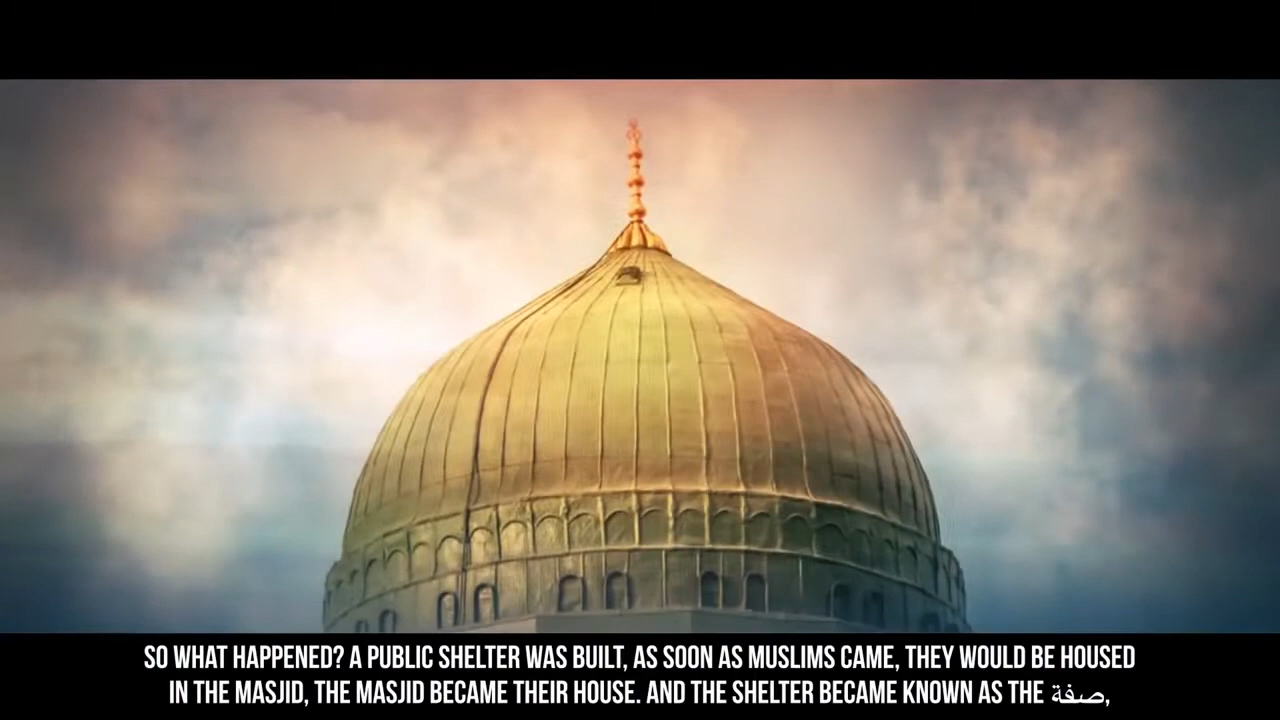 SO WHAT HAPPENED? A PUBLIC SHELTER WAS BUILT, AS SOON AS MUSLIMS CAME, THEY WOULD BE HOUSED
IN THE MASJID, THE MASJID BECAME THEIR HOUSE. AND THE SHELTER BECAME KNOWN AS THE صفة,